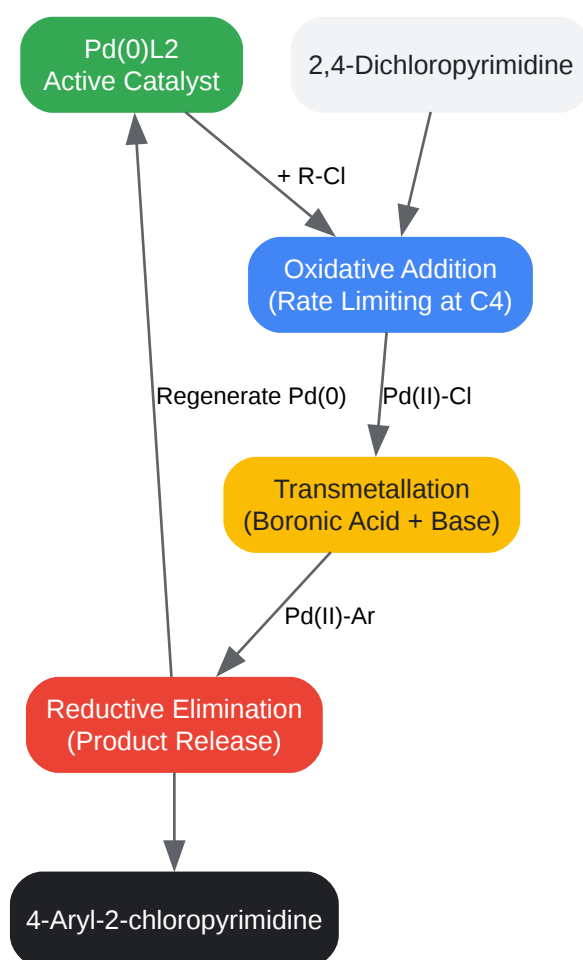 Pd(0)L2
Active Catalyst
2,4-Dichloropyrimidine
+ R-Cl
Oxidative Addition
(Rate Limiting at C4)
Regenerate Pd(0)
Pd(II)-Cl
Transmetallation
(Boronic Acid + Base)
Pd(II)-Ar
Reductive Elimination
(Product Release)
4-Aryl-2-chloropyrimidine